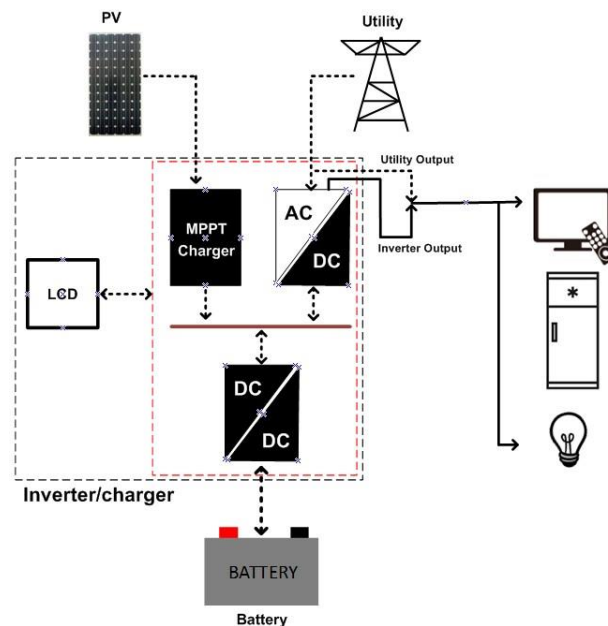 PV
Utility
Utility Output
MPPT
Charger
AC
DC
Inverter Output
LCD
DC
DC
Inverter/charger
BATTERY
Battery